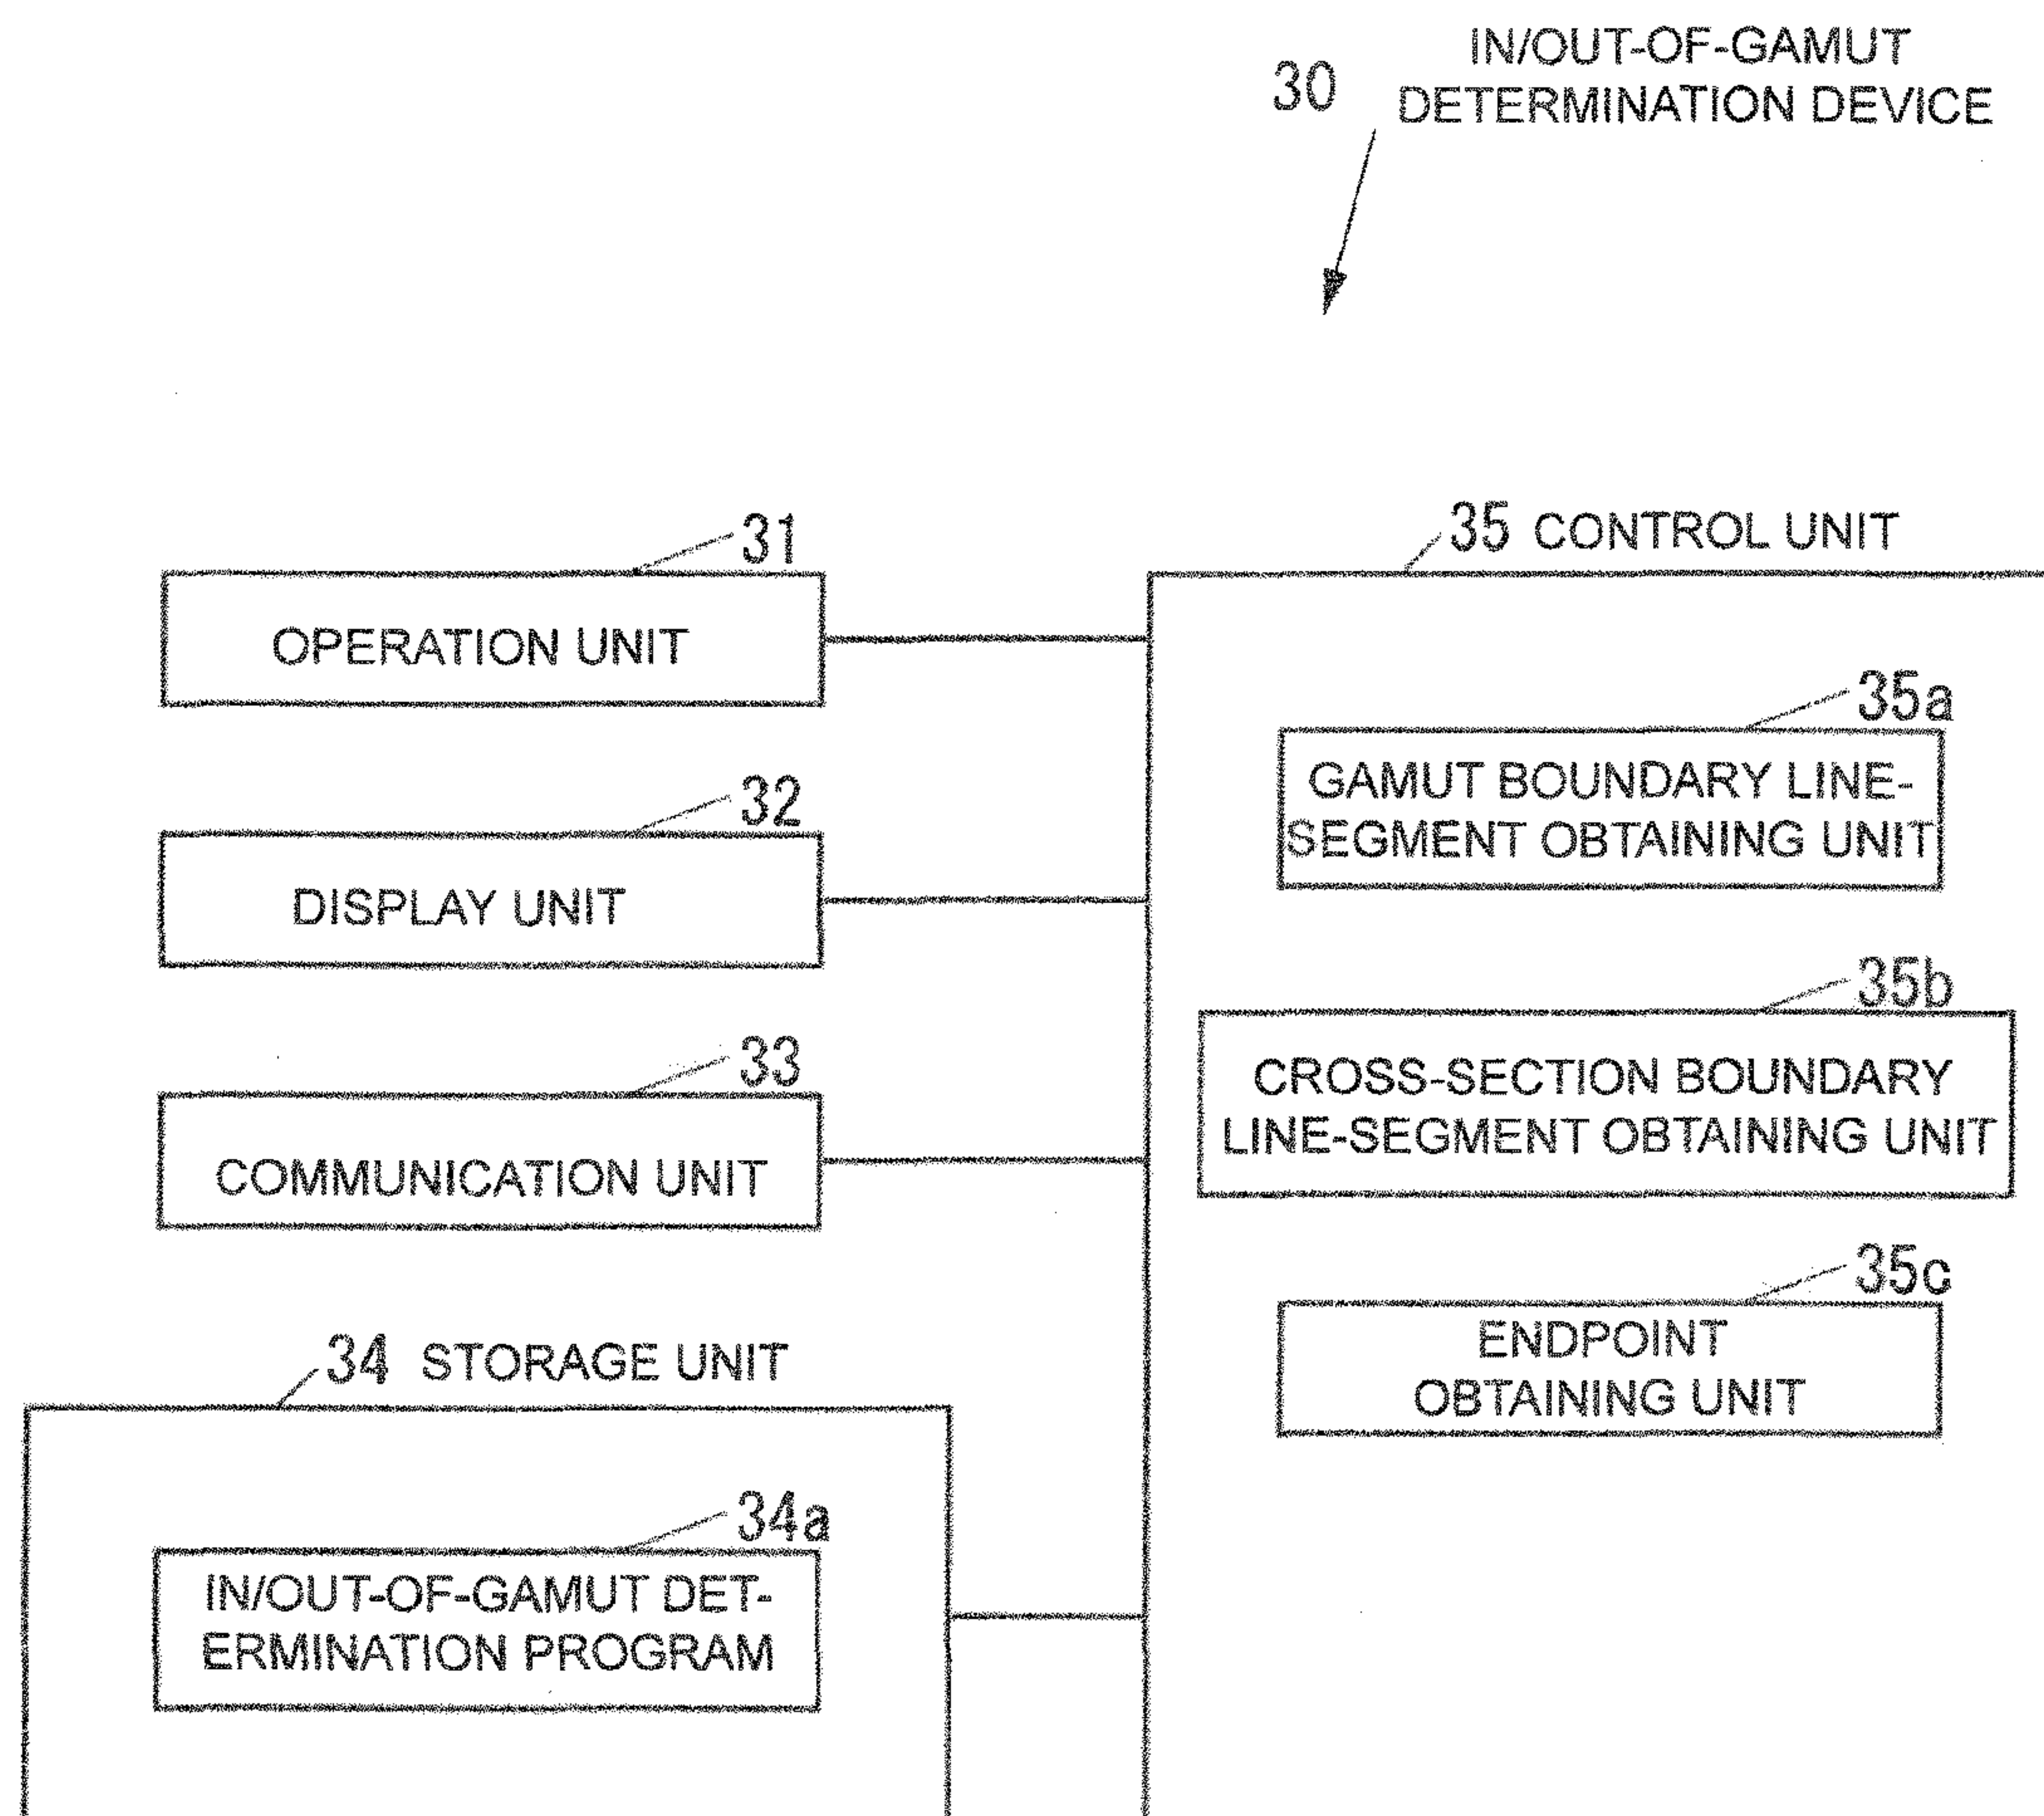 30
IN/OUT-OF-GAMUT
DETERMINATION DEVICE
31
OPERATION UNIT
32
DISPLAY UNIT
33
COMMUNICATION UNIT
34 STORAGE UNIT
34a
IN/OUT-OF-GAMUT DET-
ERMINATION PROGRAM
35 CONTROL UNIT
35a
GAMUT BOUNDARY LINE-
SEGMENT OBTAINING UNIT
35b
CROSS-SECTION BOUNDARY
LINE-SEGMENT OBTAINING UNIT
35c
ENDPOINT
OBTAINING UNIT